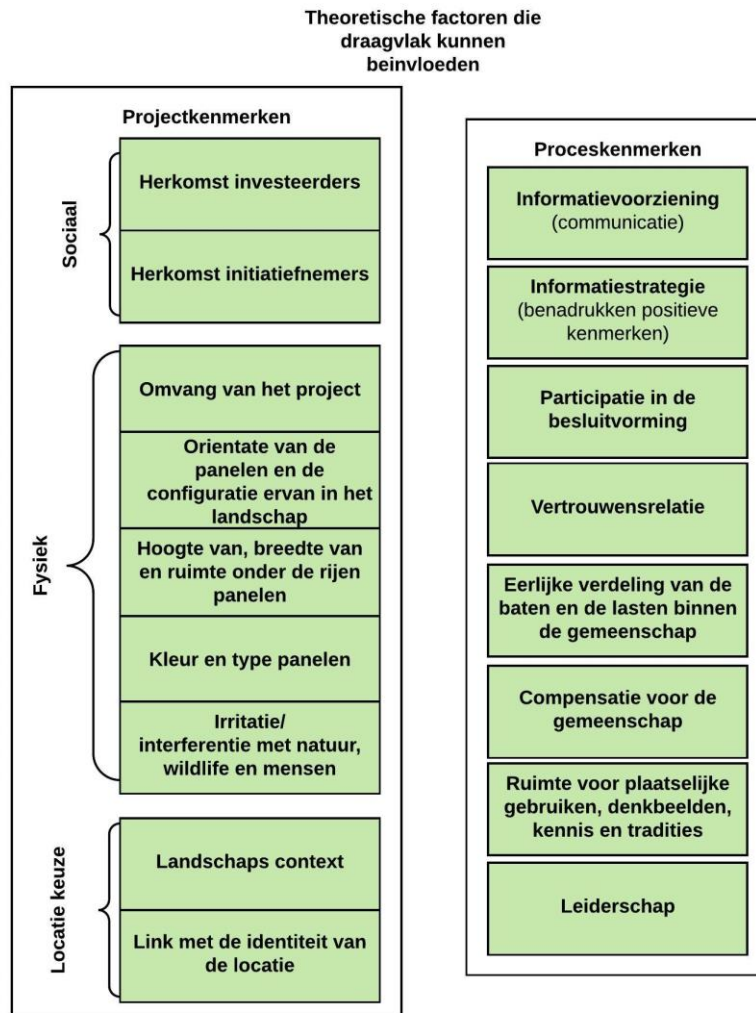 Theoretische factoren die
draagvlak kunnen
beinvloeden
Projectkenmerken
Sociaal
Herkomst investeerders
Herkomst initiatiefnemers
Fysiek
Omvang van het project
Orientate van de
panelen en de
configuratie ervan in het
landschap
Hoogte van, breedte van
en ruimte onder de rijen
panelen
Kleur en type panelen
Irritatie/
interferentie met natuur,
wildlife en mensen
Locatie keuze
Landschaps context
Link met de identiteit van
de locatie
Proceskenmerken
Informatievoorziening
(communicatie)
Informatiestrategie
(benadrukken positieve
kenmerken)
Participatie in de
besluitvorming
Vertrouwensrelatie
Eerlijke verdeling van de
baten en de lasten binnen
de gemeenschap
Compensatie voor de
gemeenschap
Ruimte voor plaatselijke
gebruiken, denkbeelden,
kennis en tradities
Leiderschap